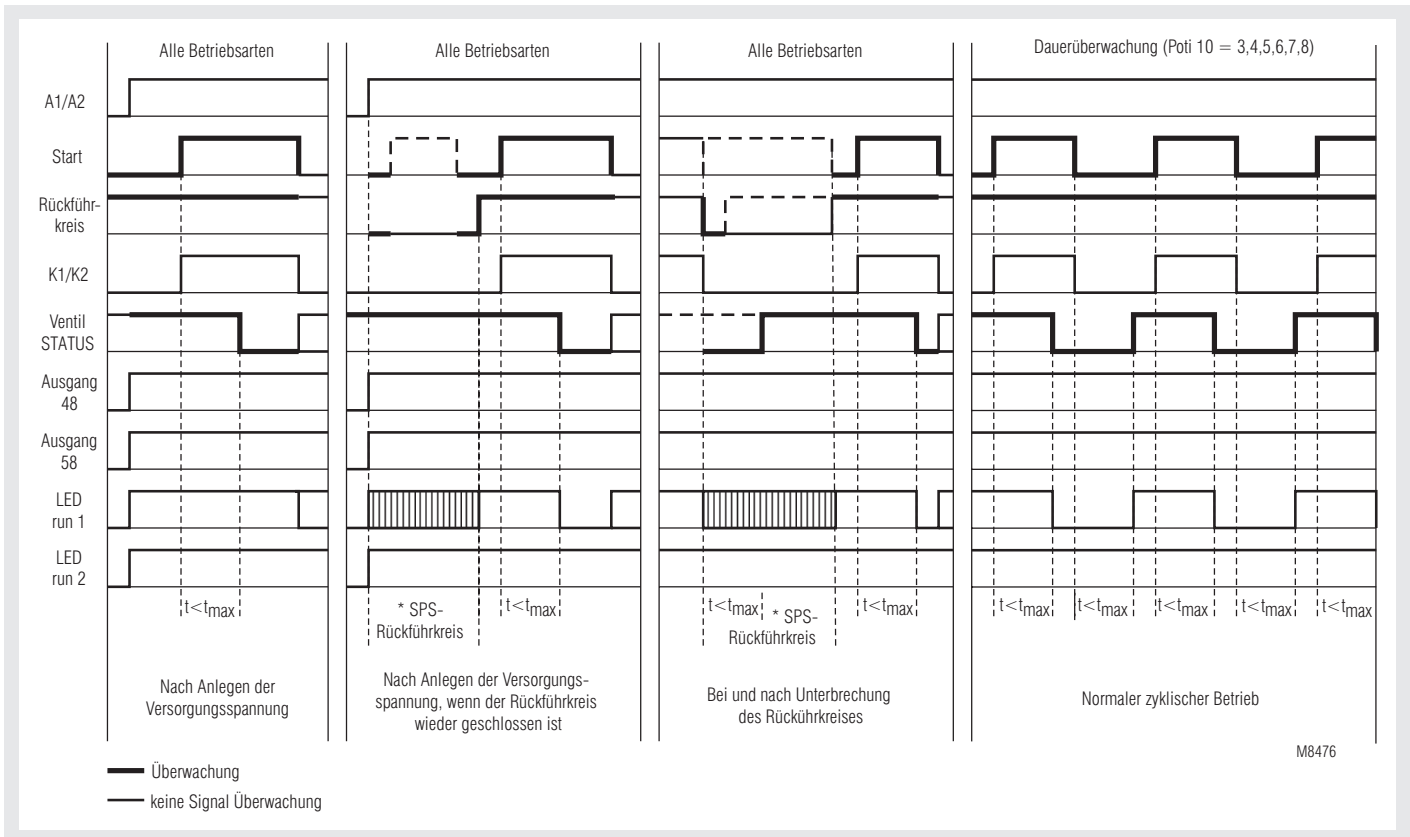 Alle Betriebsarten
Alle Betriebsarten
Alle Betriebsarten
Dauerüberwachung (Poti 10 = 3,4,5,6,7,8)
A1/A2
Start
Rückführ-
kreis
K1/K2
Ventil
STATUS
Ausgang
48
Ausgang
58
LED
run 1
LED
run 2
t<tmax
* SPS-
Rückführkreis
t<tmax
t<tmax
* SPS-
Rückführkreis
t<tmax
t<tmax
t<tmax
t<tmax
t<tmax
t<tmax
Nach Anlegen der
Versorgungsspannung
Nach Anlegen der Versorgungs-
spannung, wenn der Rückführkreis
wieder geschlossen ist
Bei und nach Unterbrechung
des Rückührkreises
Normaler zyklischer Betrieb
M8476
Überwachung
keine Signal Überwachung